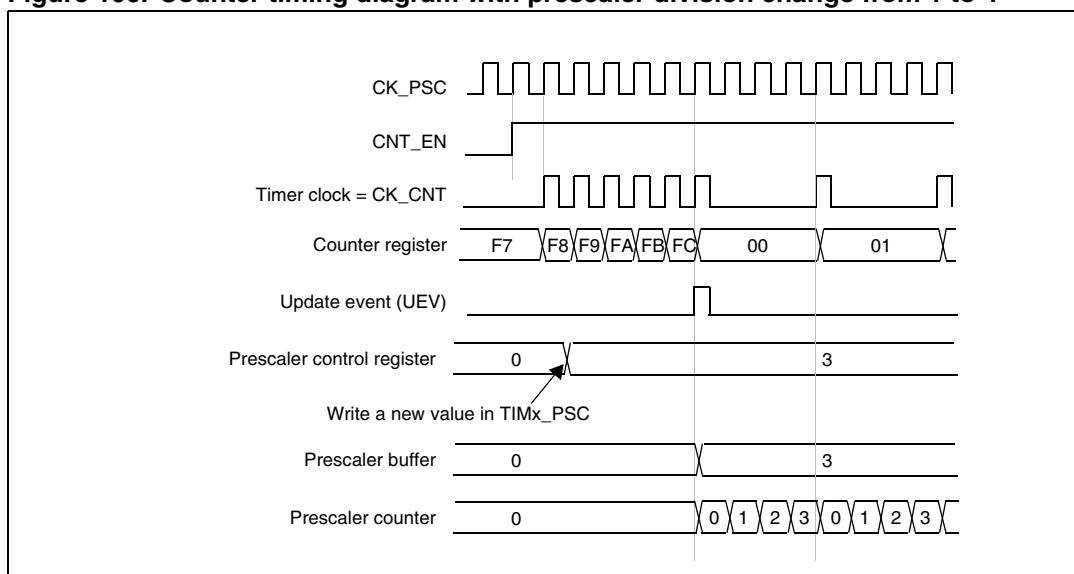 CK_PSC
CNT_EN
Timer clock = CK_CNT
Counter register F7 F8 F9 FA FB FC 00 01
Update event (UEV)
Prescaler control register 0 3
Write a new value in TIMx_PSC
Prescaler buffer 0 3
Prescaler counter 0 0 1 2 3 0 1 2 3